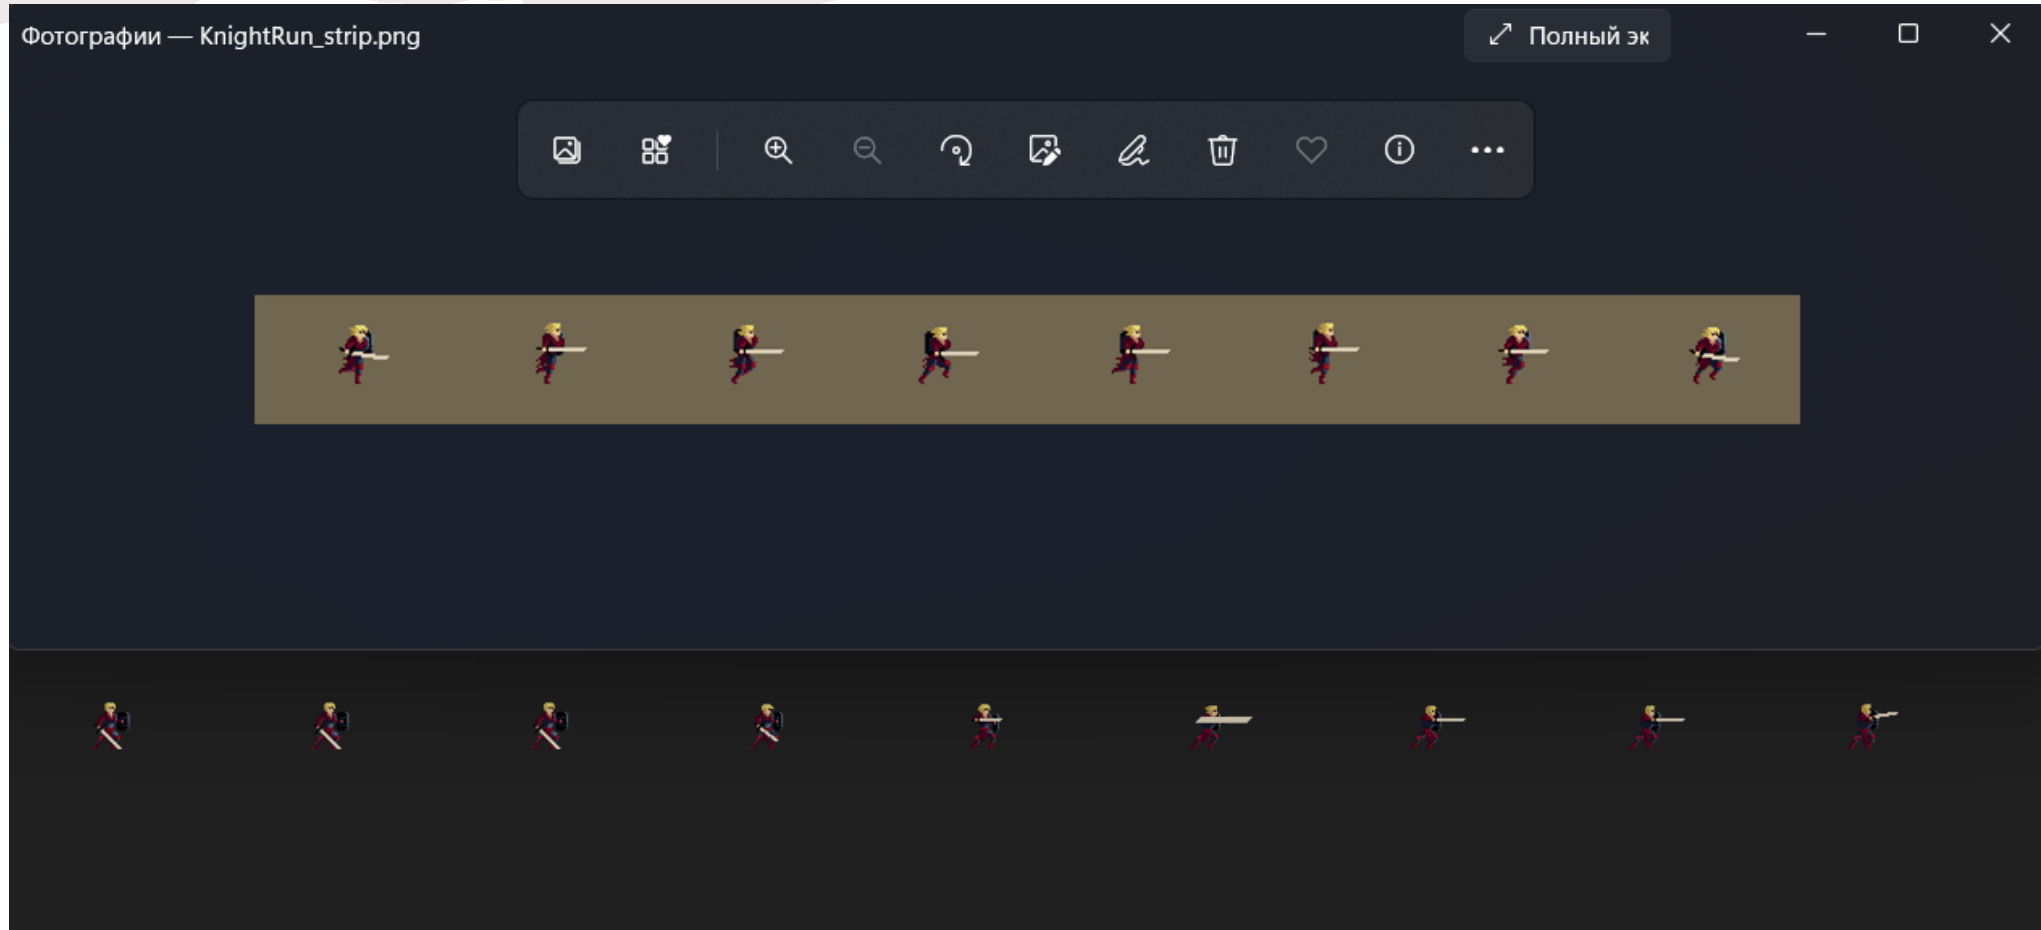 Фотографии — KnightRun_strip.png
Полный эк